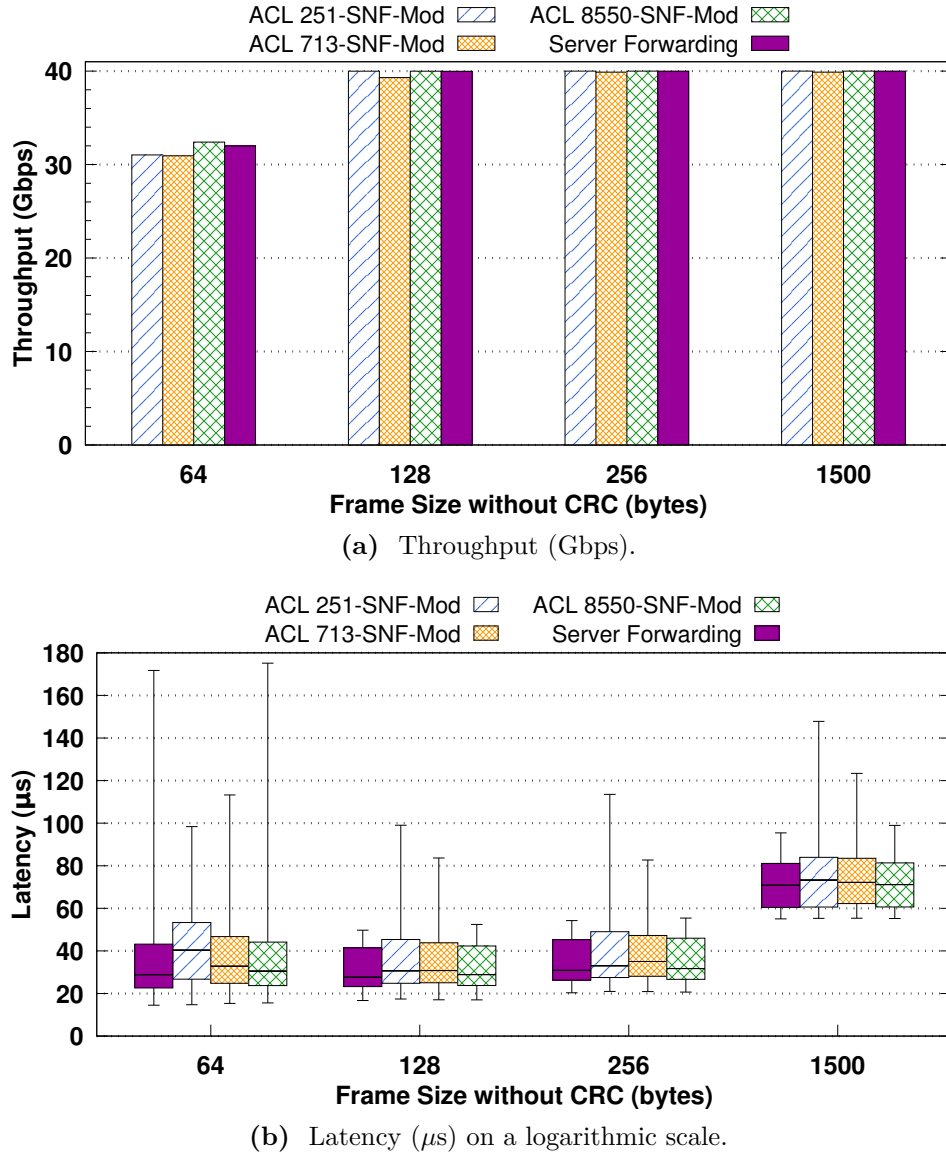 ACL 251-SNF-Mod ACL 8550-SNF-Mod
ACL 713-SNF-Mod Server Forwarding
40
30
20
10
0
Throughput (Gbps)
64 128 256 1500
Frame Size without CRC (bytes)
(a) Throughput (Gbps).
ACL 251-SNF-Mod ACL 8550-SNF-Mod
ACL 713-SNF-Mod Server Forwarding
180
160
140
120
100
80
60
40
20
0
Latency (µs)
64 128 256 1500
Frame Size without CRC (bytes)
(b) Latency (µs) on a logarithmic scale.